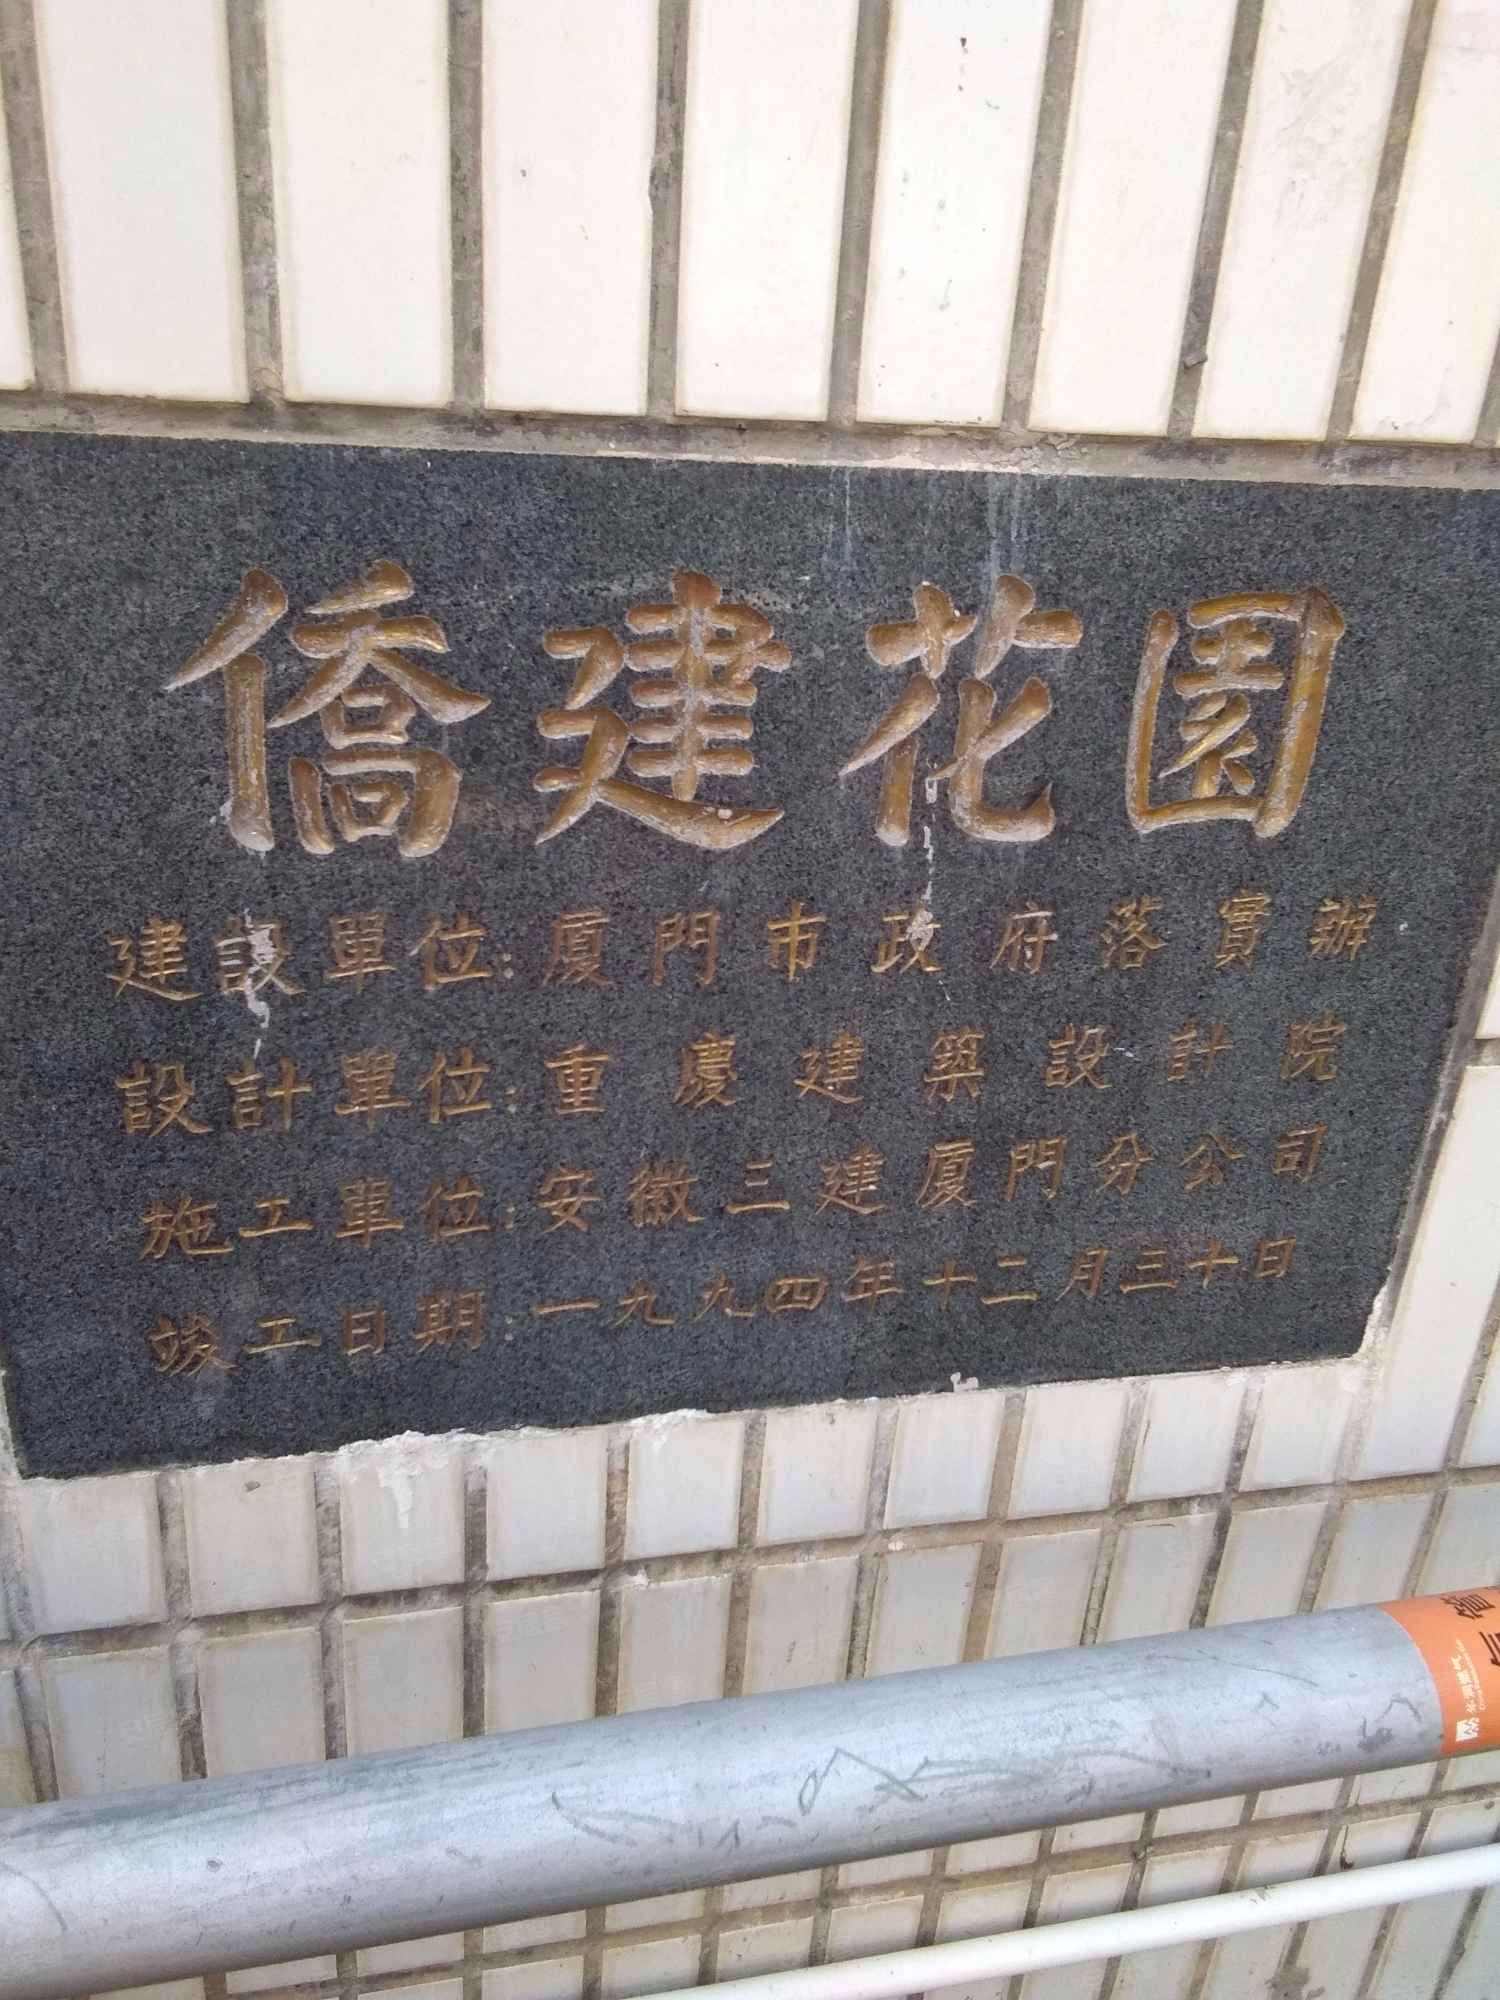 僑建花園
建設單位:廈門市政府落實辦
設計單位:重慶建築設計院
施工單位:安徽三建廈門分公司
竣工日期:一九九四年十二月三十日